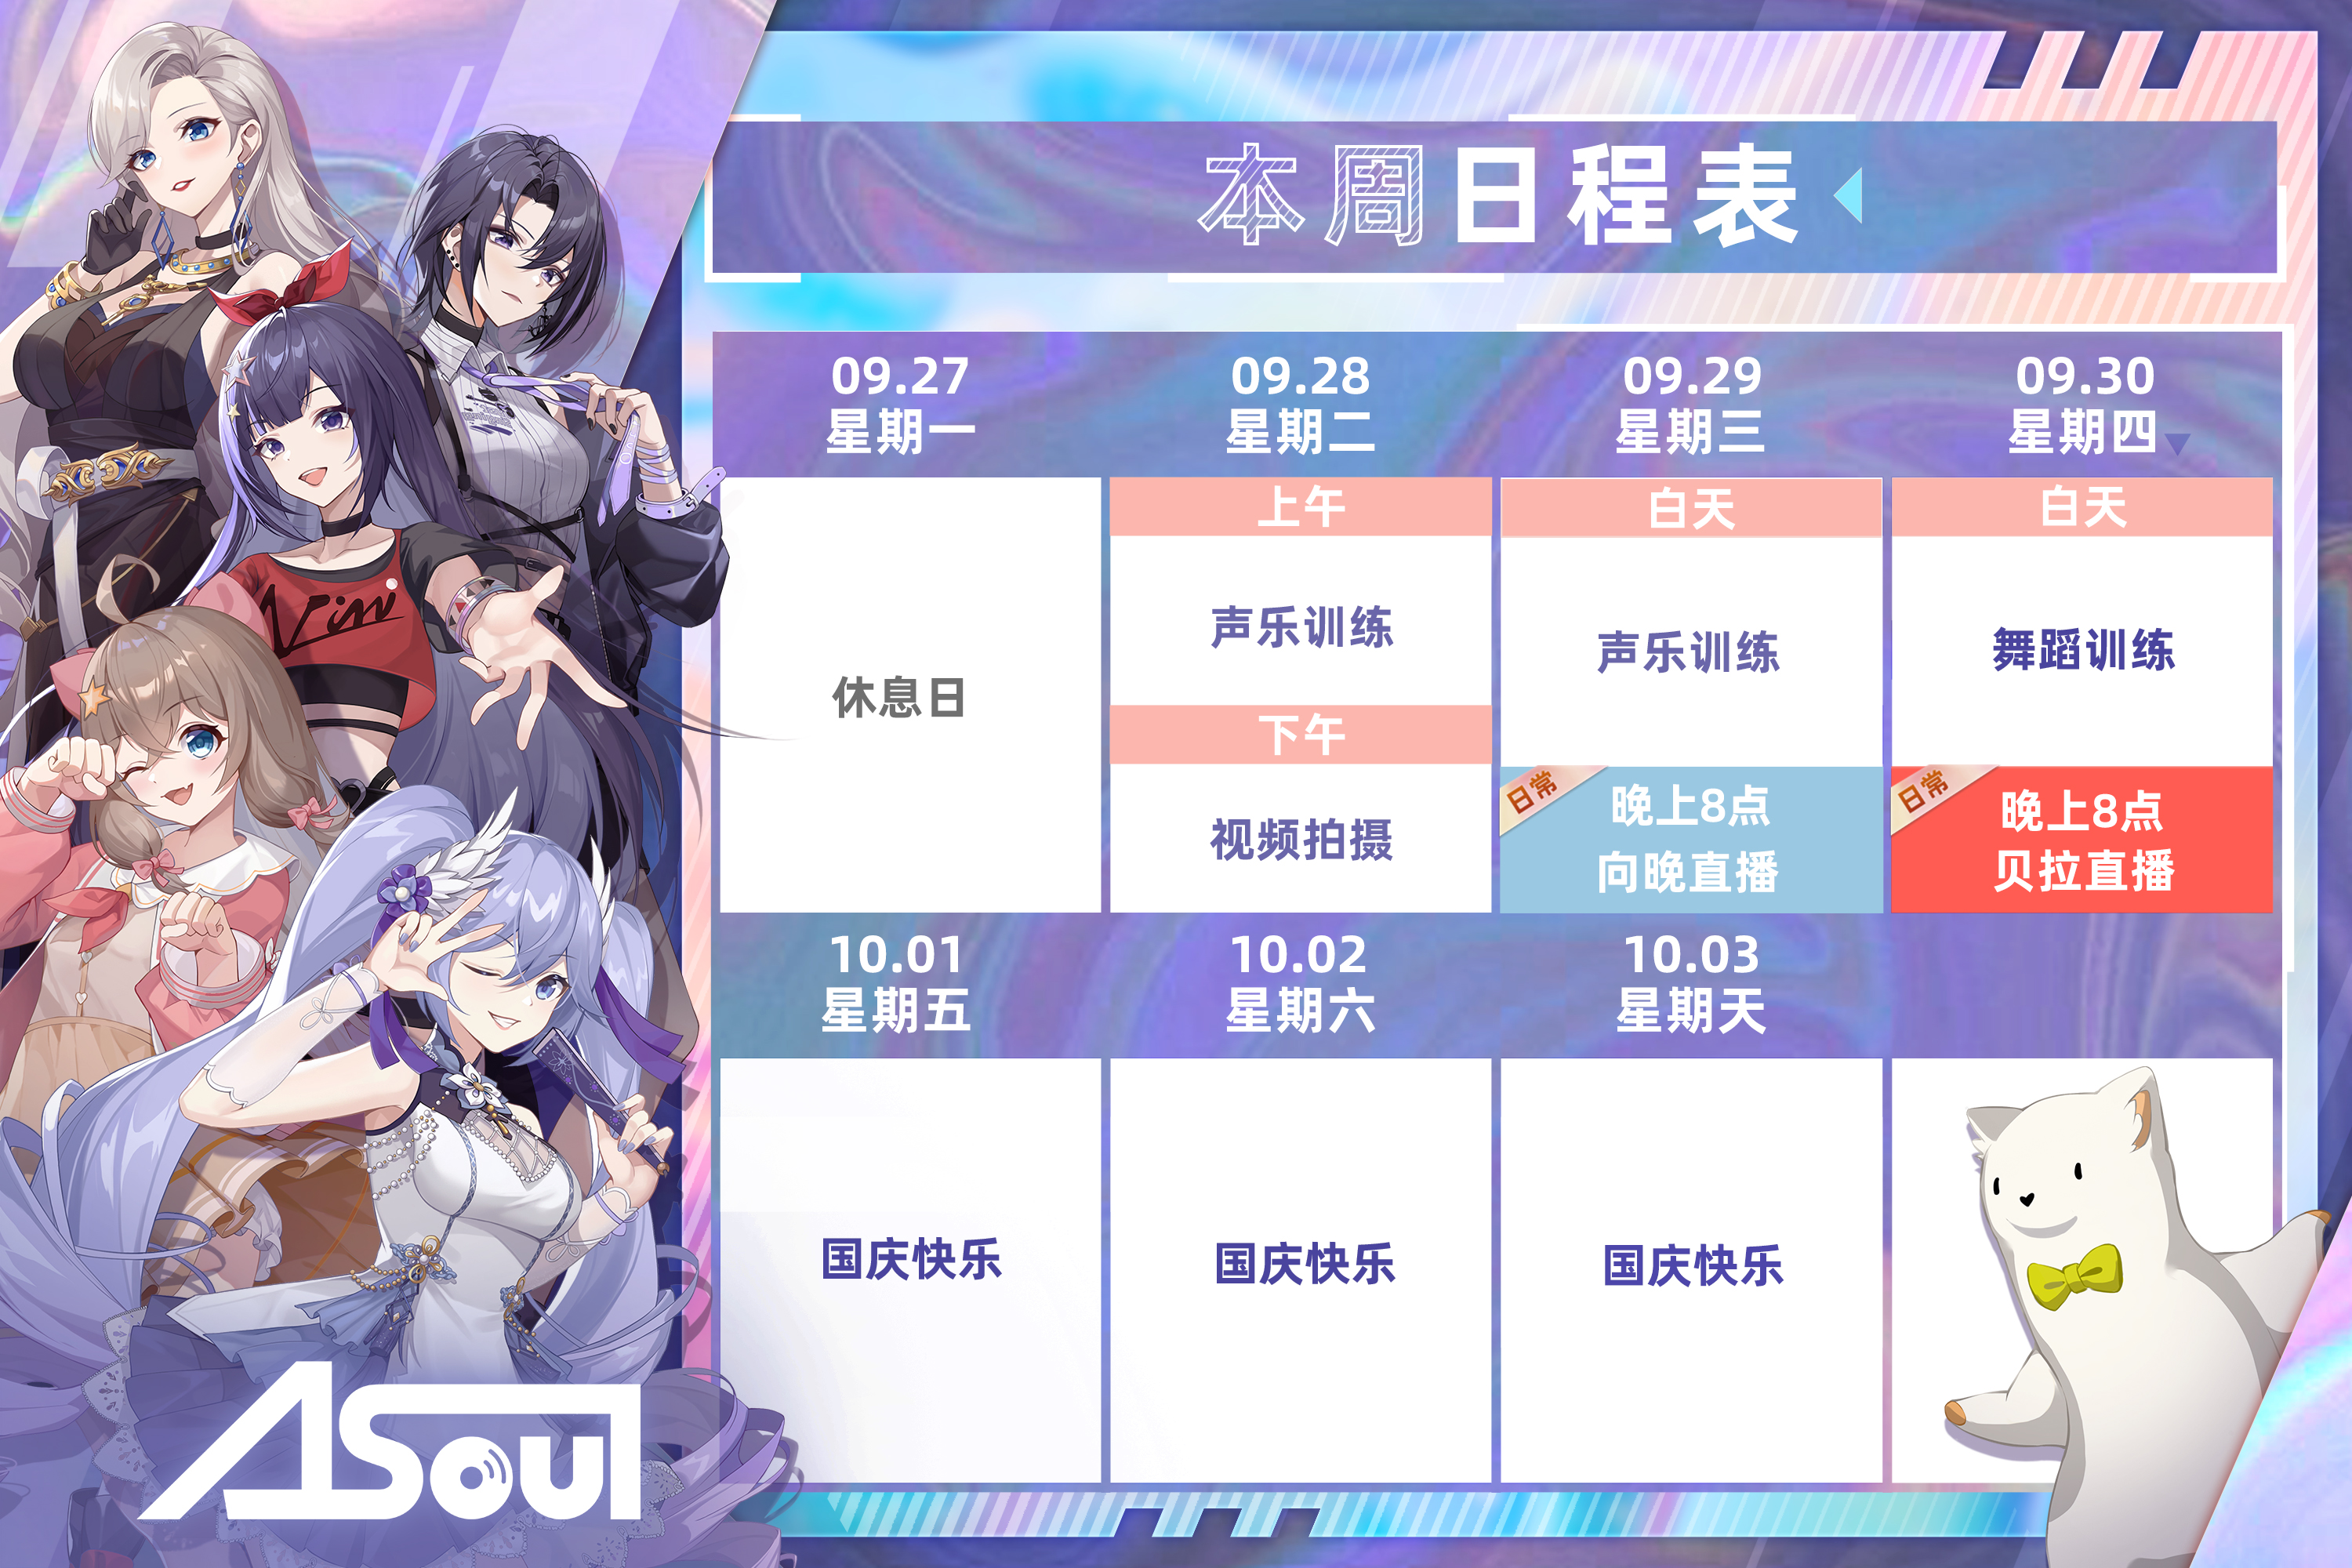 本周日程表
09.27
星期一
休息日
09.28
星期二
上午
声乐训练
下午
视频拍摄
09.29
星期三
白天
声乐训练
日常
晚上8点
向晚直播
09.30
星期四
白天
舞蹈训练
日常
晚上8点
贝拉直播
10.01
星期五
国庆快乐
10.02
星期六
国庆快乐
10.03
星期天
国庆快乐
ASoul